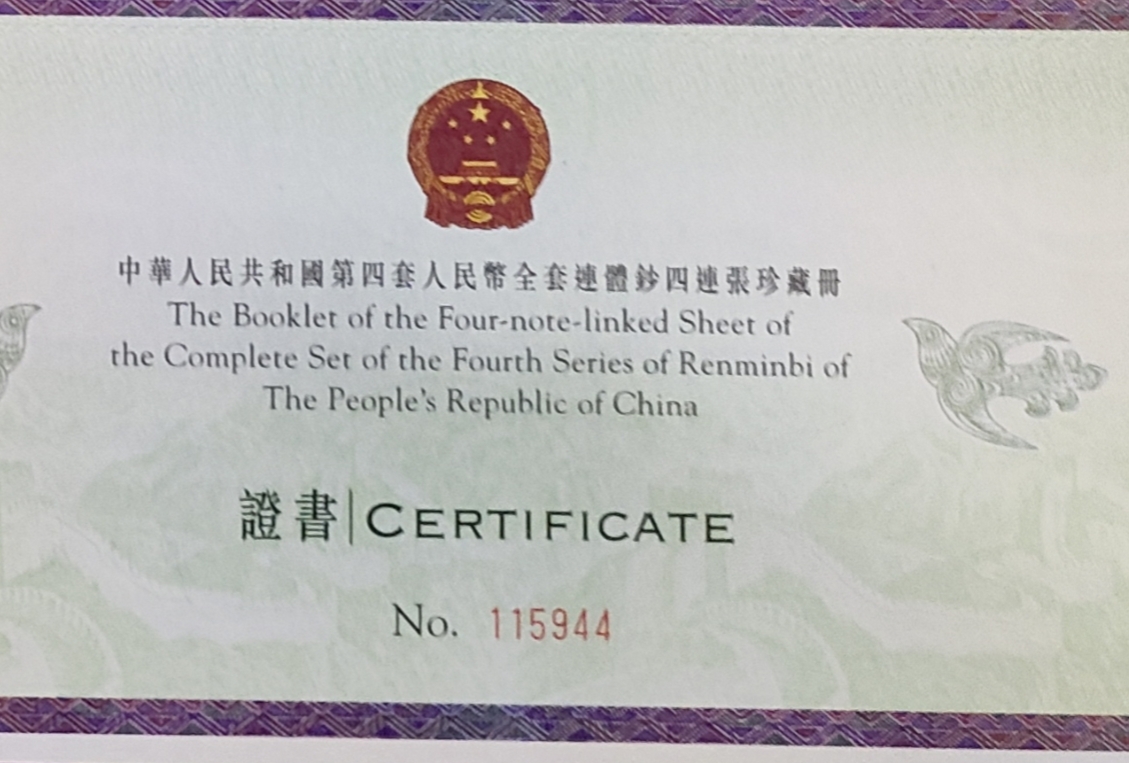 中華人民共和國第四套人民幣全套連體鈔四連張珍藏冊
The Booklet of the Four-note-linked Sheet of
the Complete Set of the Fourth Series of Renminbi of
The People's Republic of China
證書|CERTIFICATE
No. 115944